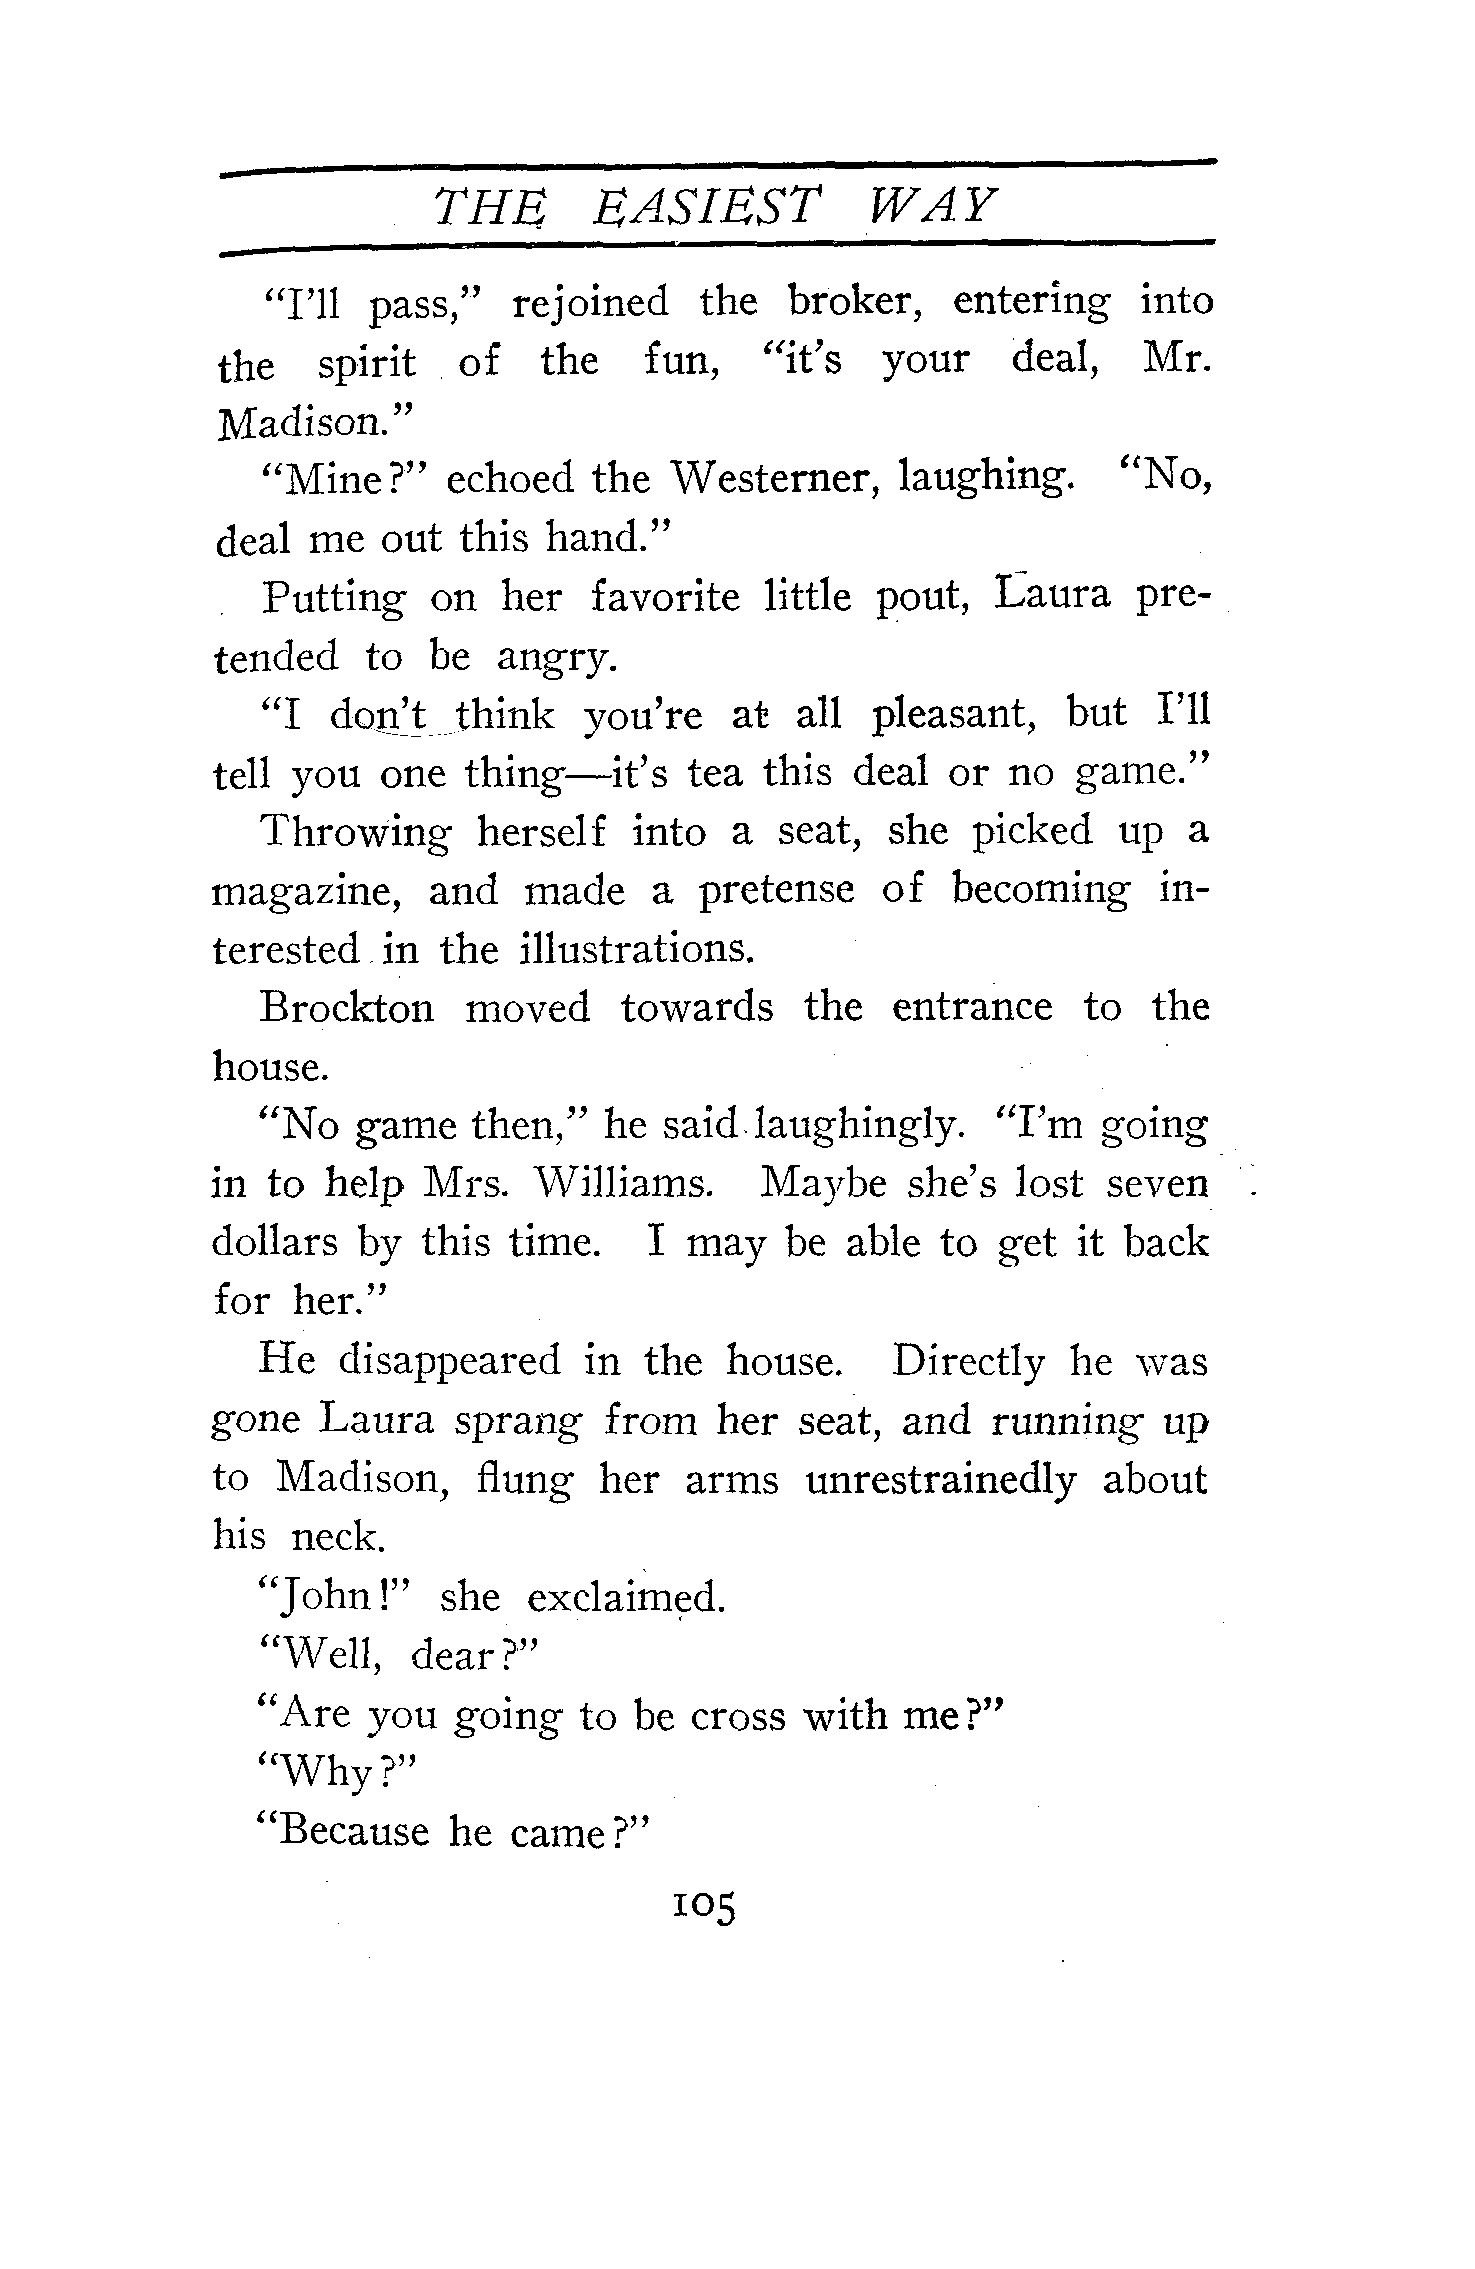 THE EASIEST WAY
“I’ll pass,” rejoined the broker, entering into
the spirit of the fun, “it’s your deal, Mr.
Madison.”
“Mine?” echoed the Westerner, laughing. “No,
deal me out this hand.”
Putting on her favorite little pout, Laura pre-
tended to be angry.
“I don’t think you’re at all pleasant, but I’ll
tell you one thing—it’s tea this deal or no game.”
Throwing herself into a seat, she picked up a
magazine, and made a pretense of becoming in-
terested in the illustrations.
Brockton moved towards the entrance to the
house.
“No game then,” he said laughingly. “I’m going
in to help Mrs. Williams. Maybe she’s lost seven
dollars by this time. I may be able to get it back
for her.”
He disappeared in the house. Directly he was
gone Laura sprang from her seat, and running up
to Madison, flung her arms unrestrainedly about
his neck.
“John!” she exclaimed.
“Well, dear?”
“Are you going to be cross with me?”
“Why?”
“Because he came?”
105